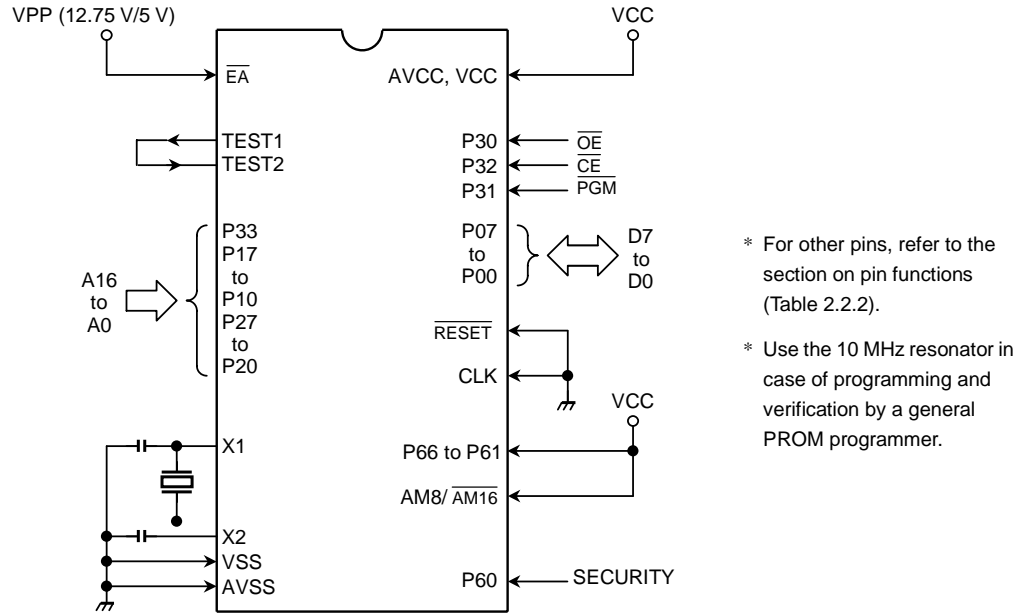 VPP (12.75 V/5 V)
VCC
EA
AVCC, VCC
TEST1
TEST2
P30
OE
P32
CE
P31
PGM
A16
to
A0
P33
P17
to
P10
P27
to
P20
P07
to
P00
D7
to
D0
RESET
CLK
VCC
X1
P66 to P61
AM8/ AM16
X2
VSS
AVSS
P60
SECURITY
* For other pins, refer to the
section on pin functions
(Table 2.2.2).
* Use the 10 MHz resonator in
case of programming and
verification by a general
PROM programmer.